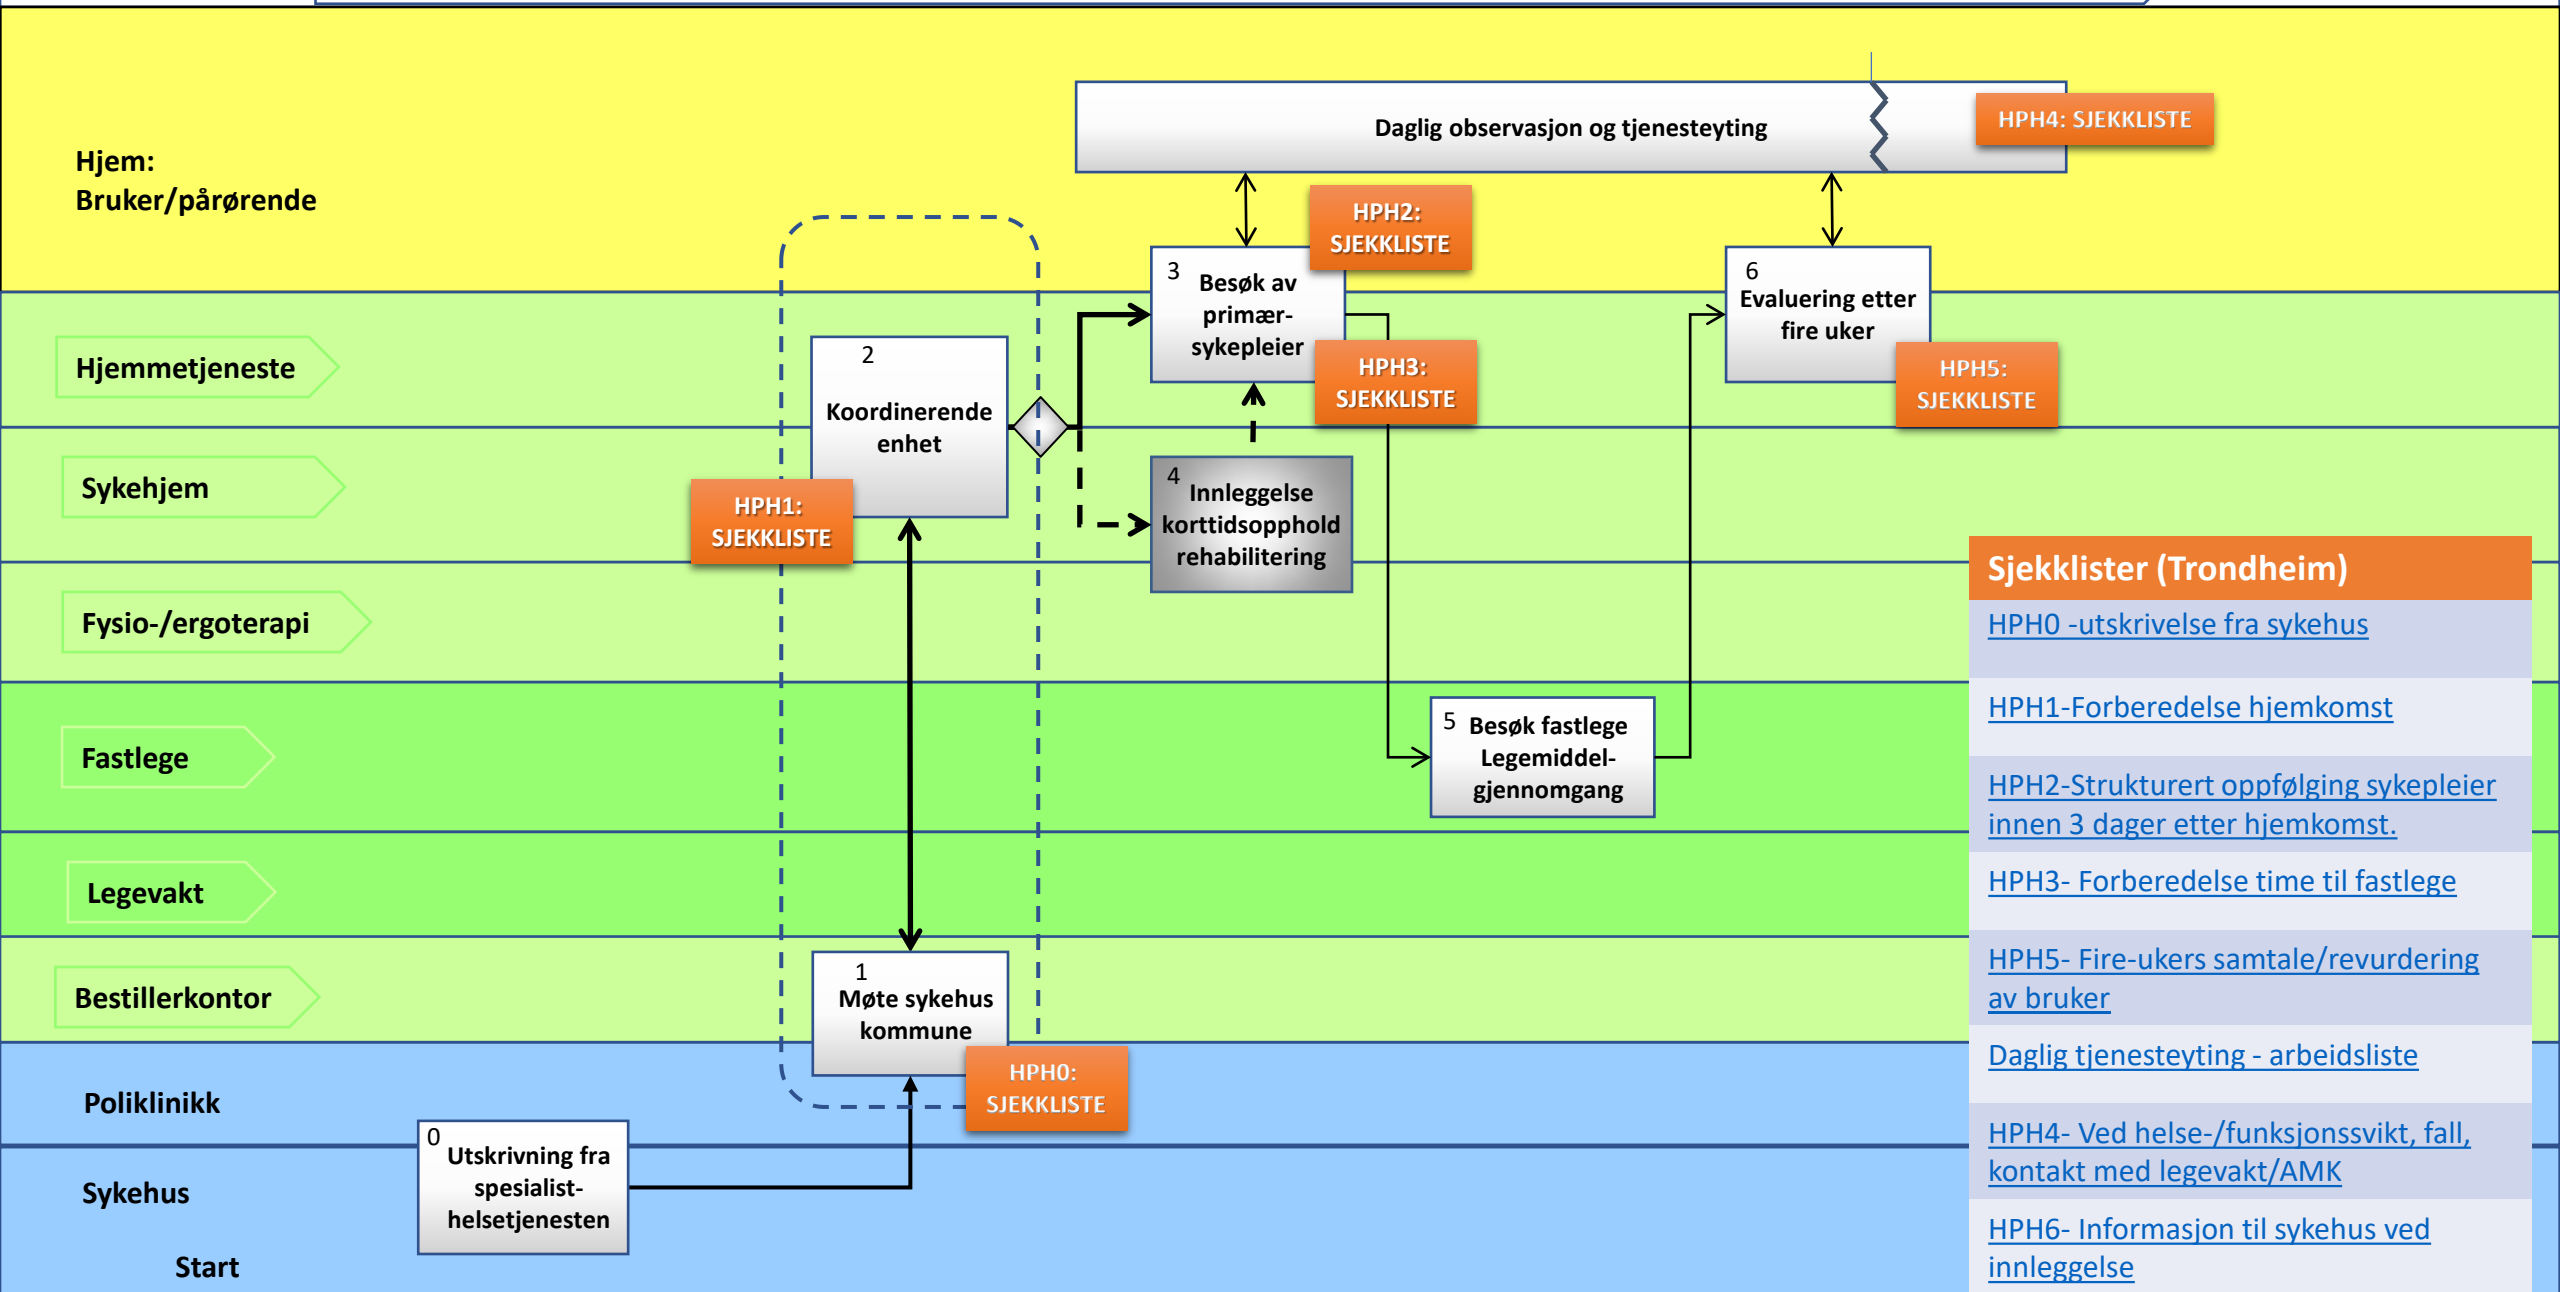 Daglig observasjon og tjenesteyting
HPH4: SJEKKLISTE
Hjem:
Bruker/pårørende
HPH2:
SJEKKLISTE
3
Besøk av
primær-
sykepleier
6
Evaluering etter
fire uker
Hjemmetjeneste
2
Koordinerende
enhet
HPH3:
SJEKKLISTE
HPH5:
SJEKKLISTE
Sykehjem
HPH1:
SJEKKLISTE
4
Innleggelse
korttidsopphold
rehabilitering
Fysio-/ergoterapi
Fastlege
5
Besøk fastlege
Legemiddel-
gjennomgang
Legevakt
Bestillerkontor
1
Møte sykehus
kommune
HPH0:
SJEKKLISTE
Poliklinikk
0
Utskrivning fra
spesialist-
helsetjenesten
Sykehus
Start
Sjekklister (Trondheim)
HPH0 -utskrivelse fra sykehus
HPH1-Forberedelse hjemkomst
HPH2-Strukturert oppfølging sykepleier
innen 3 dager etter hjemkomst.
HPH3- Forberedelse time til fastlege
HPH5- Fire-ukers samtale/revurdering
av bruker
Daglig tjenesteyting - arbeidsliste
HPH4- Ved helse-/funksjonssvikt, fall,
kontakt med legevakt/AMK
HPH6- Informasjon til sykehus ved
innleggelse